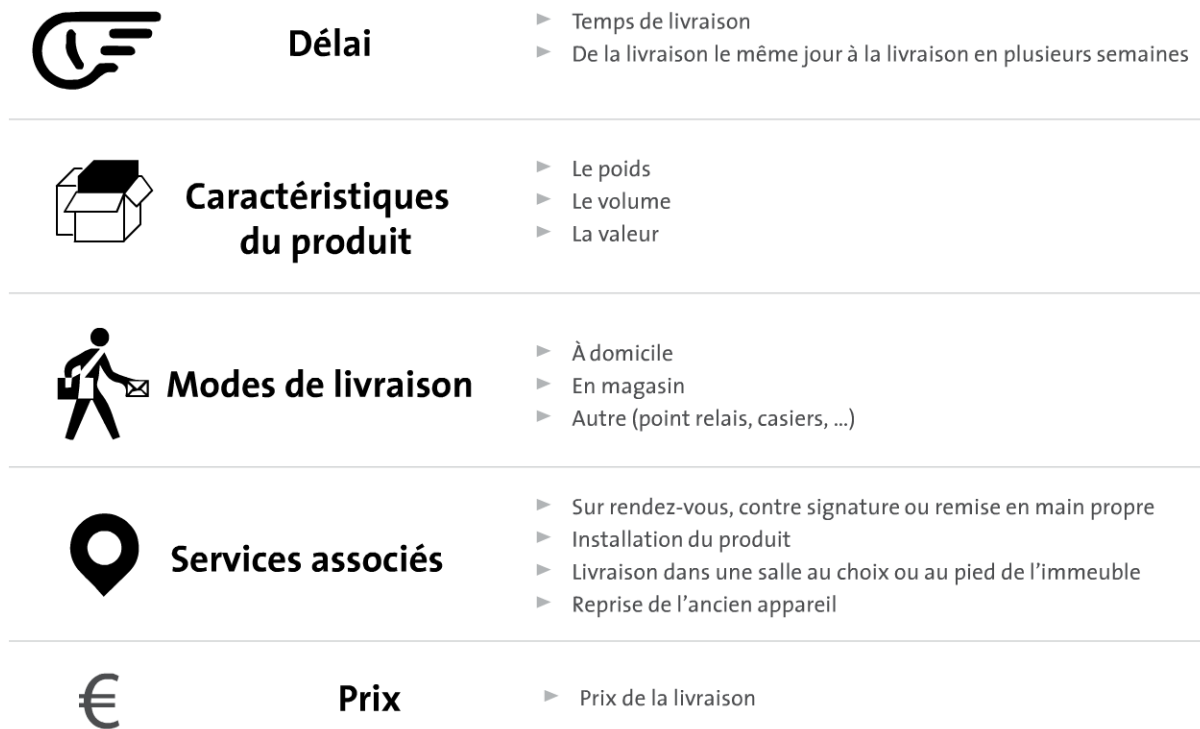 Délai
Temps de livraison
De la livraison le même jour à la livraison en plusieurs semaines
Caractéristiques
du produit
Le poids
Le volume
La valeur
Modes de livraison
À domicile
En magasin
Autre (point relais, casiers, ...)
Services associés
Sur rendez-vous, contre signature ou remise en main propre
Installation du produit
Livraison dans une salle au choix ou au pied de l’immeuble
Reprise de l’ancien appareil
€
Prix
Prix de la livraison